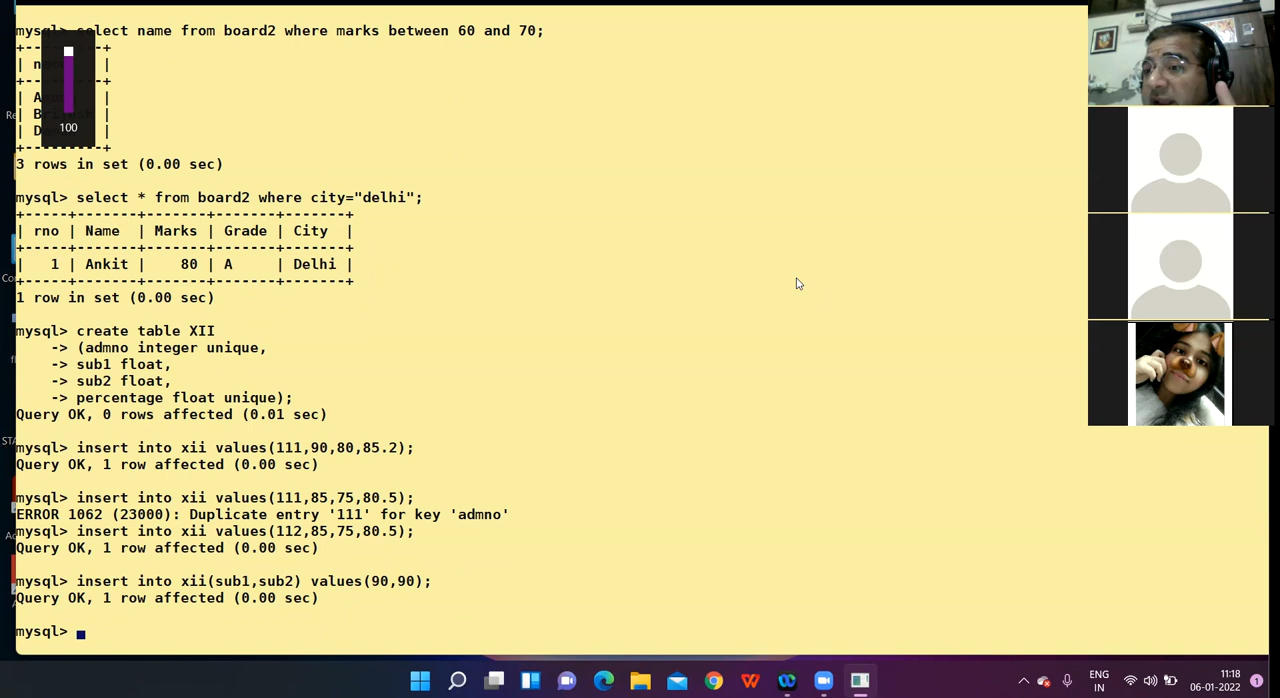 mysql> select name from board2 where marks between 60 and 70;
+---------+
| n |
+---------+
| A |
| B |
| D |
+---------+
100
3 rows in set (0.00 sec)
mysql> select * from board2 where city="delhi";
+-----+-------+-------+-------+-------+
| rno | Name  | Marks | Grade | City  |
+-----+-------+-------+-------+-------+
|   1 | Ankit |    80 | A     | Delhi |
+-----+-------+-------+-------+-------+
1 row in set (0.00 sec)
mysql> create table XII
    -> (admno integer unique,
    -> sub1 float,
    -> sub2 float,
    -> percentage float unique);
Query OK, 0 rows affected (0.01 sec)
mysql> insert into xii values(111,90,80,85.2);
Query OK, 1 row affected (0.00 sec)
mysql> insert into xii values(111,85,75,80.5);
ERROR 1062 (23000): Duplicate entry '111' for key 'admno'
mysql> insert into xii values(112,85,75,80.5);
Query OK, 1 row affected (0.00 sec)
mysql> insert into xii(sub1,sub2) values(90,90);
Query OK, 1 row affected (0.00 sec)
mysql>
ENG
IN
11:18
06-01-2022
1